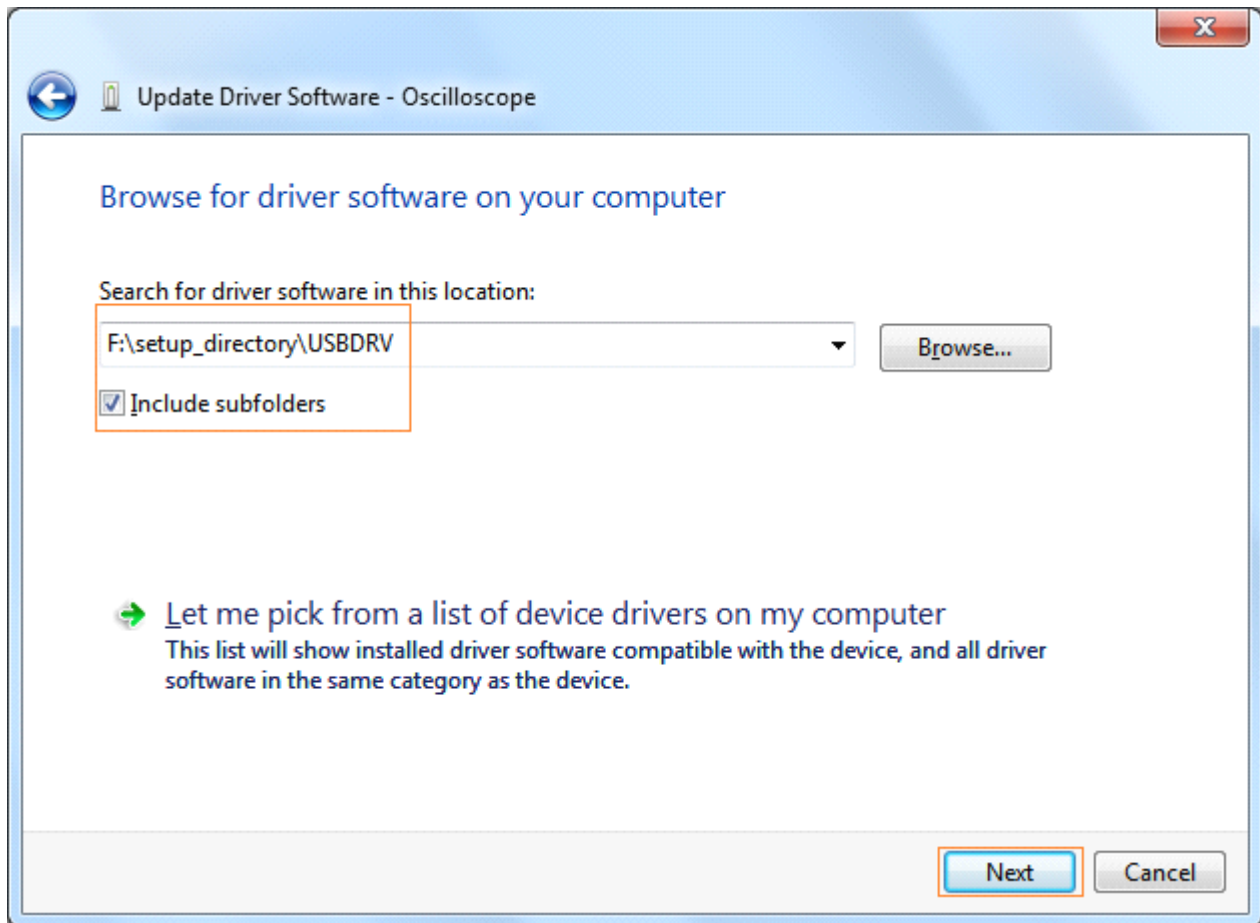 Update Driver Software - Oscilloscope
Browse for driver software on your computer
Search for driver software in this location:
F:\setup_directory\USBDRV
Browse...
Include subfolders
Let me pick from a list of device drivers on my computer
This list will show installed driver software compatible with the device, and all driver
software in the same category as the device.
Next
Cancel